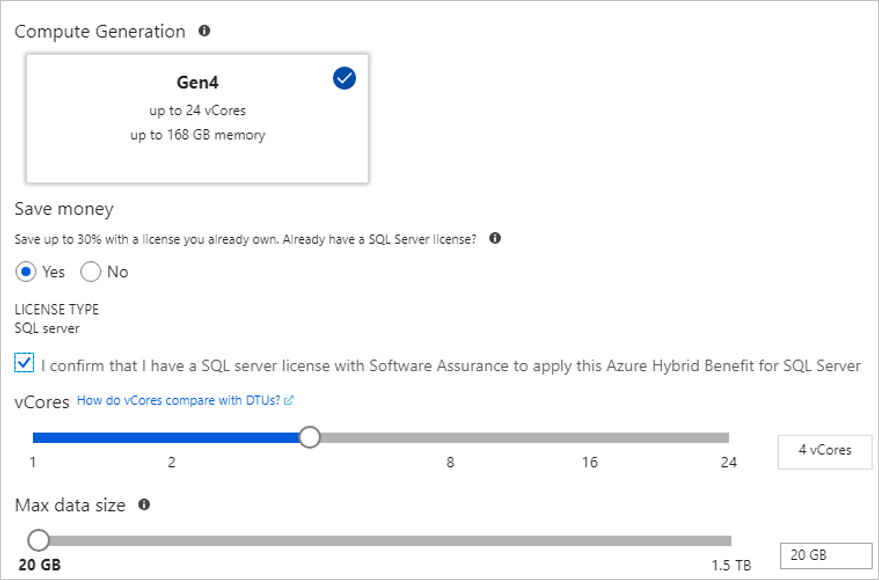 Compute Generation
Gen4
up to 24 vCores
up to 168 GB memory
Save money
Save up to 30% with a license you already own. Already have a SQL Server license?
Yes No
LICENSE TYPE
SQL server
I confirm that I have a SQL server license with Software Assurance to apply this Azure Hybrid Benefit for SQL Server
vCores How do vCores compare with DTUs?
1 2 8 16 24
4 vCores
Max data size
20 GB 1.5 TB
20 GB